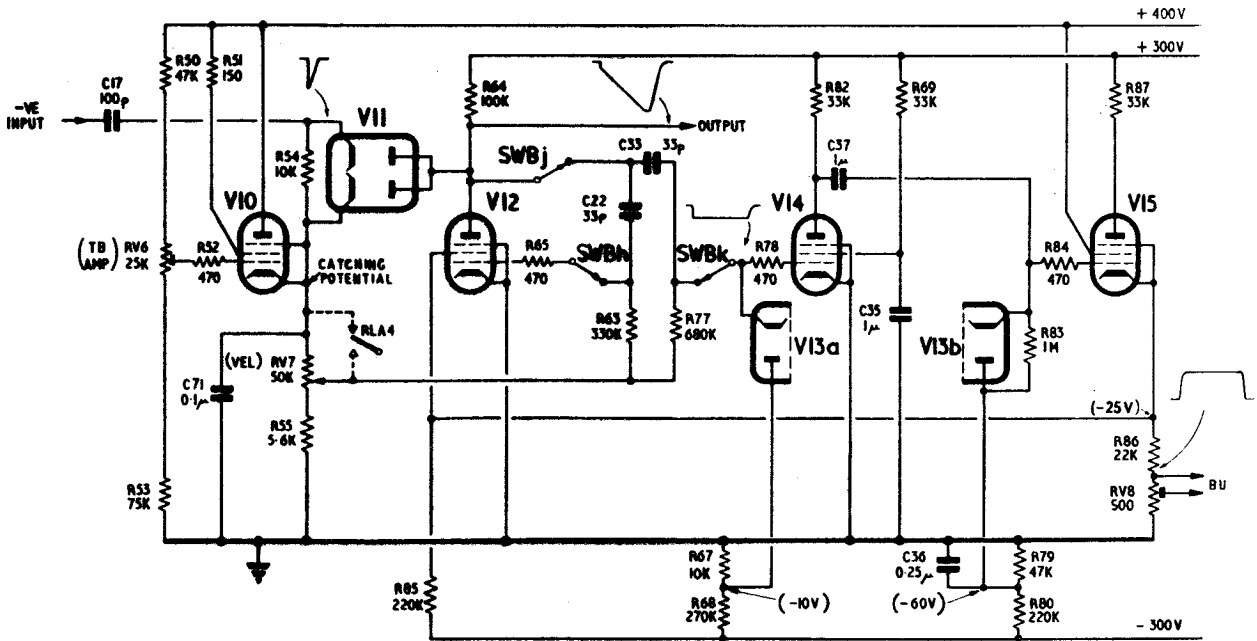 + 400V
+ 300V
R50
47K
R51
150
C17
100p
-VE
INPUT
R54
10K
V11
R64
100K
OUTPUT
SWBj
C33
33p
R82
33K
R69
33K
R87
33K
C37
1µ
V10
V12
C22
33p
V14
V15
(TB
AMP)
RV6
25K
R52
470
CATCHING
POTENTIAL
R65
470
SWBh
SWBk
R78
470
R84
470
C35
1µ
RLA4
R63
330K
R77
680K
V13a
V13b
R83
1M
(VEL)
RV7
50K
C71
0·1µ
R55
5·6K
(-25V)
R86
22K
RV8
500
BU
R53
75K
R85
220K
R67
10K
R68
270K
(-10V)
C36
0·25µ
(-60V)
R79
47K
R80
220K
- 300V